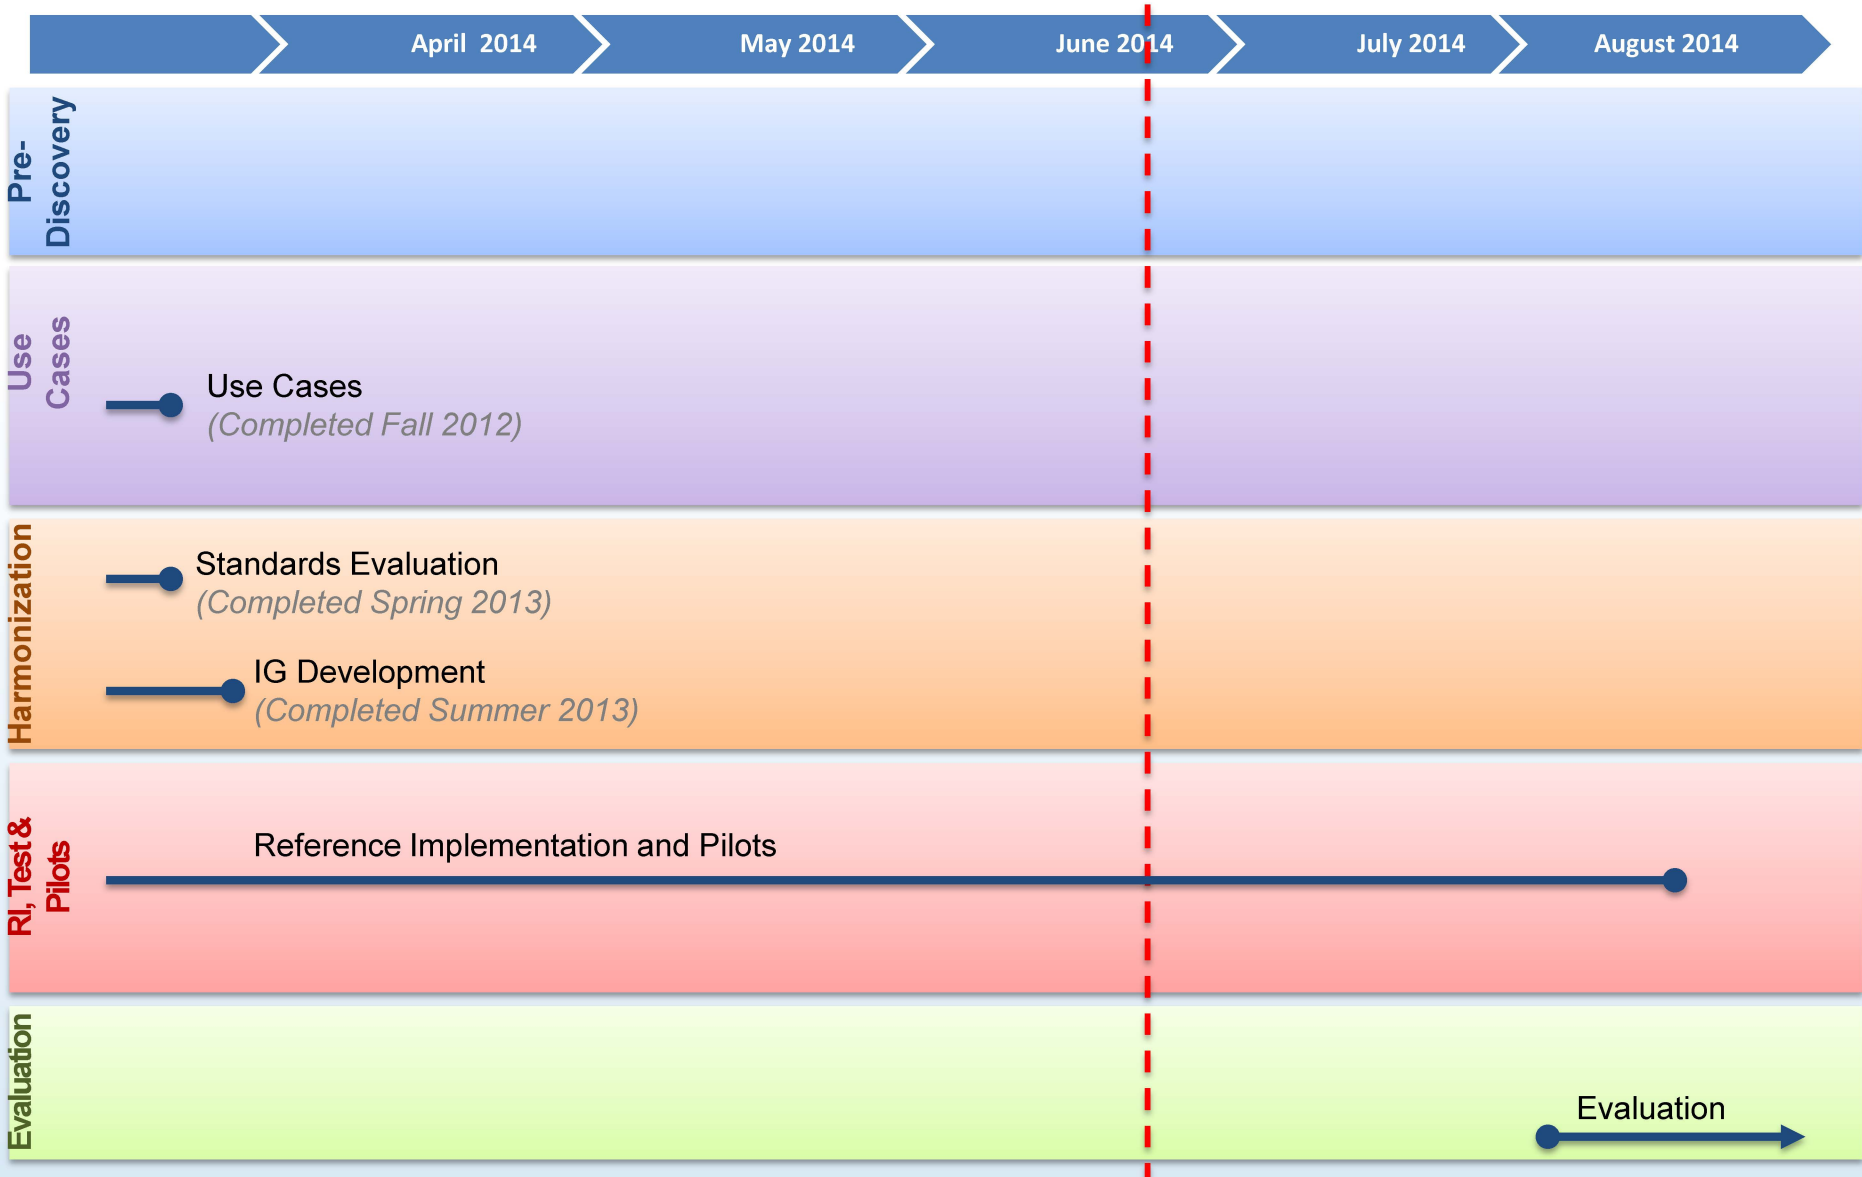 April  2014
May 2014
June 2014
July 2014
August 2014
Pre-
Discovery
Use
Cases
Use Cases
(Completed Fall 2012)
Harmonization
Standards Evaluation
(Completed Spring 2013)
IG Development
(Completed Summer 2013)
RI, Test &
Pilots
Reference Implementation and Pilots
Evaluation
Evaluation